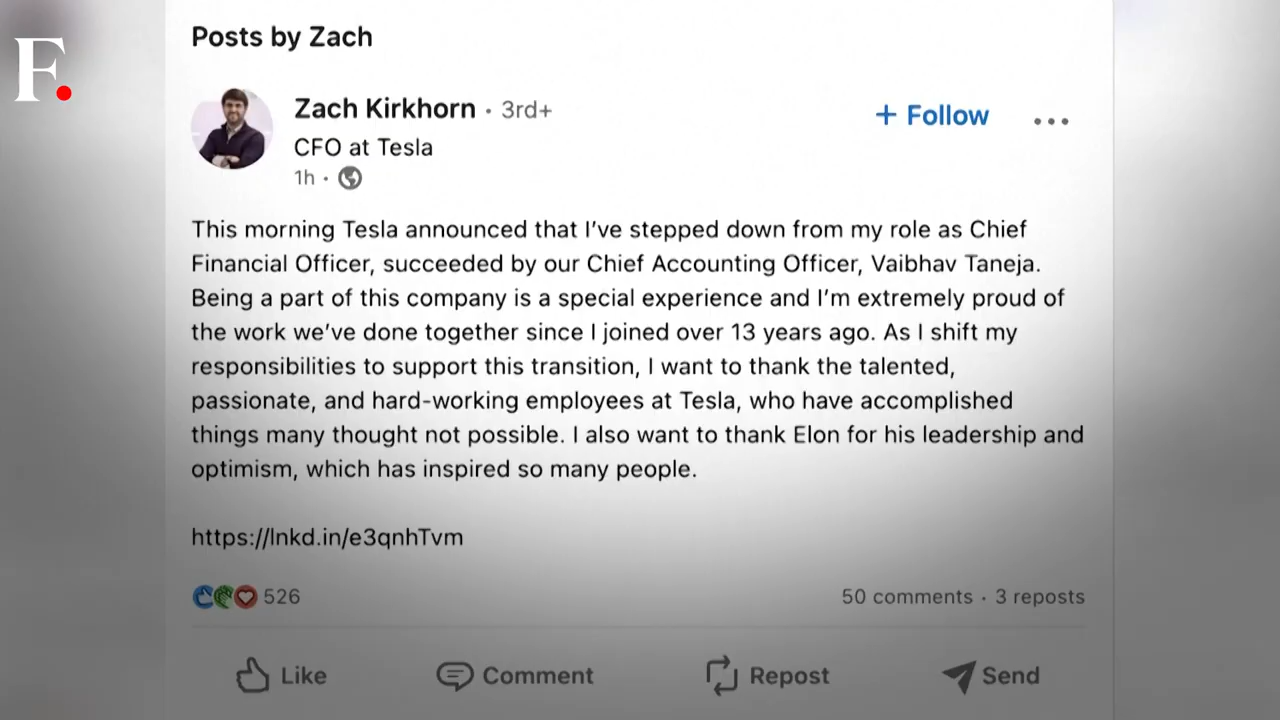 F.
Posts by Zach
Zach Kirkhorn · 3rd+
+ Follow ...
CFO at Tesla
1h ·
This morning Tesla announced that I’ve stepped down from my role as Chief
Financial Officer, succeeded by our Chief Accounting Officer, Vaibhav Taneja.
Being a part of this company is a special experience and I’m extremely proud of
the work we’ve done together since I joined over 13 years ago. As I shift my
responsibilities to support this transition, I want to thank the talented,
passionate, and hard-working employees at Tesla, who have accomplished
things many thought not possible. I also want to thank Elon for his leadership and
optimism, which has inspired so many people.
https://lnkd.in/e3qnhTvm
526 50 comments · 3 reposts
Like Comment Repost Send